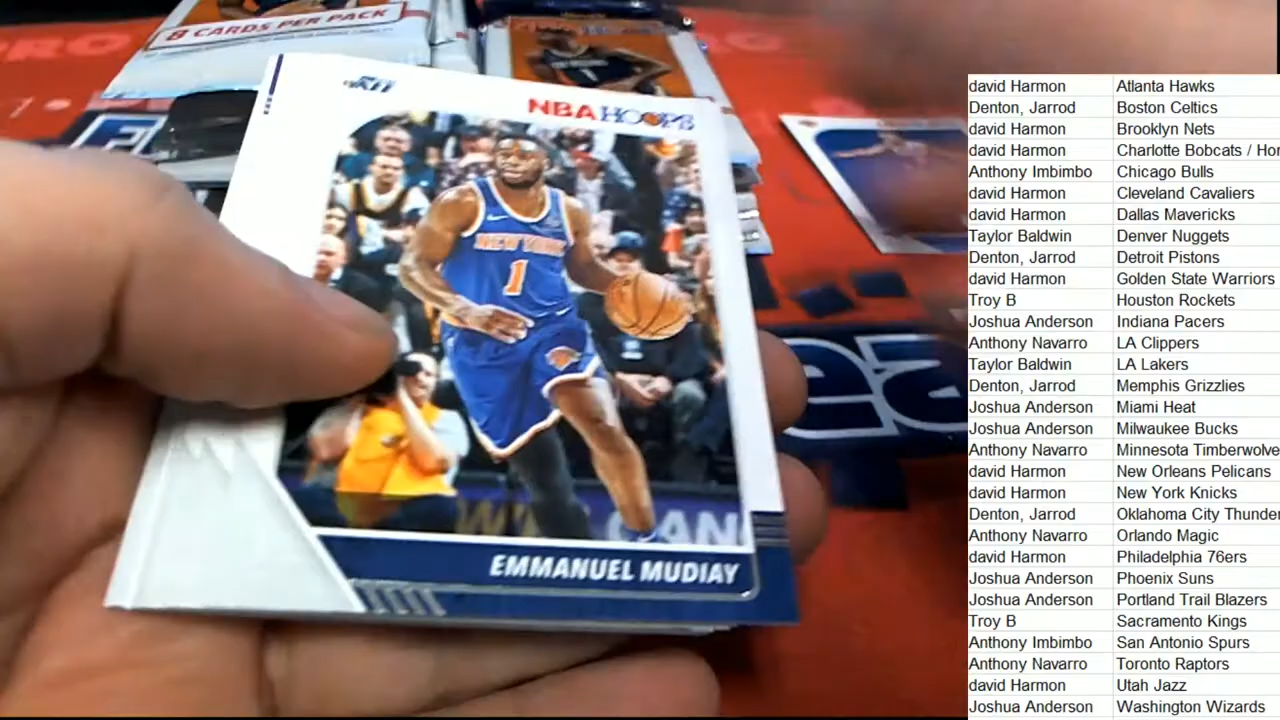 8 CARDS PER PACK
NBA HOOPS
NEW YORK
1
EMMANUEL MUDIAY
david Harmon Atlanta Hawks
Denton, Jarrod Boston Celtics
david Harmon Brooklyn Nets
david Harmon Charlotte Bobcats / Hor
Anthony Imbimbo Chicago Bulls
david Harmon Cleveland Cavaliers
david Harmon Dallas Mavericks
Taylor Baldwin Denver Nuggets
Denton, Jarrod Detroit Pistons
david Harmon Golden State Warriors
Troy B Houston Rockets
Joshua Anderson Indiana Pacers
Anthony Navarro LA Clippers
Taylor Baldwin LA Lakers
Denton, Jarrod Memphis Grizzlies
Joshua Anderson Miami Heat
Joshua Anderson Milwaukee Bucks
Anthony Navarro Minnesota Timberwolve
david Harmon New Orleans Pelicans
david Harmon New York Knicks
Denton, Jarrod Oklahoma City Thunder
Anthony Navarro Orlando Magic
david Harmon Philadelphia 76ers
Joshua Anderson Phoenix Suns
Joshua Anderson Portland Trail Blazers
Troy B Sacramento Kings
Anthony Imbimbo San Antonio Spurs
Anthony Navarro Toronto Raptors
david Harmon Utah Jazz
Joshua Anderson Washington Wizards